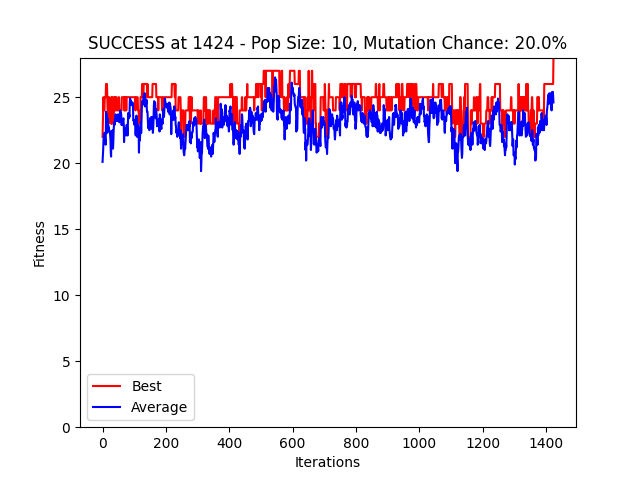 SUCCESS at 1424 - Pop Size: 10, Mutation Chance: 20.0%
25
20
15
10
5
0
Fitness
Best
Average
0 200 400 600 800 1000 1200 1400
Iterations